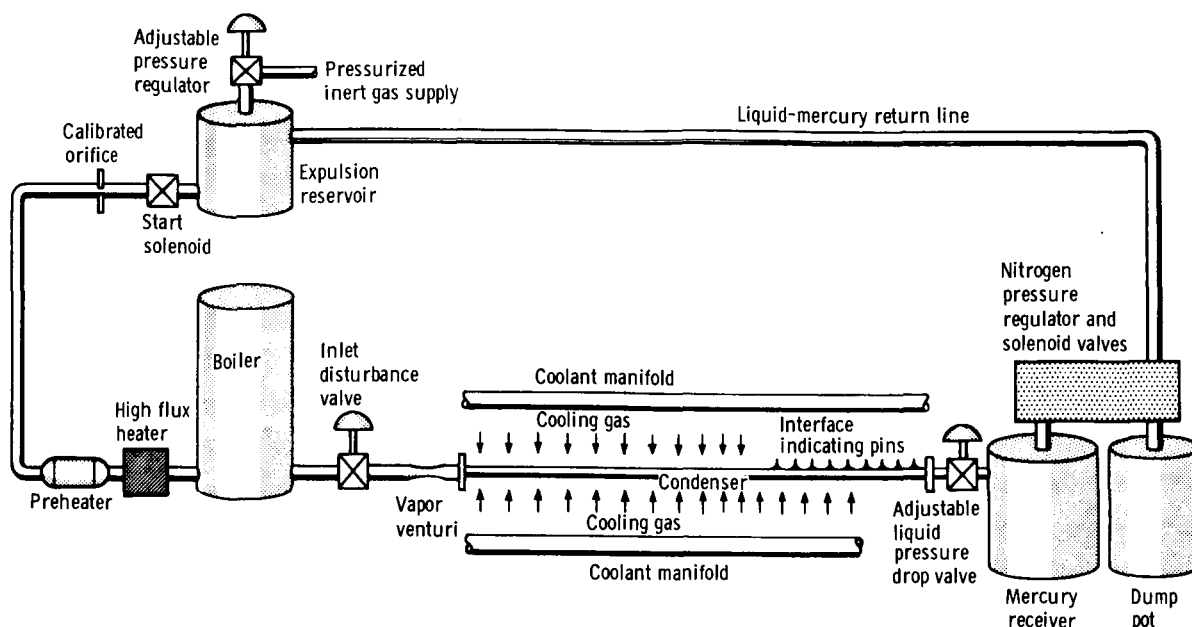 Adjustable
pressure
regulator
Pressurized
inert gas supply
Liquid-mercury return line
Calibrated
orifice
Expulsion
reservoir
Start
solenoid
Nitrogen
pressure
regulator and
solenoid valves
Boiler
Inlet
disturbance
valve
Coolant manifold
High flux
heater
Cooling gas
Interface
indicating pins
Condenser
Preheater
Vapor
venturi
Cooling gas
Adjustable
liquid
pressure
drop valve
Coolant manifold
Mercury
receiver
Dump
pot